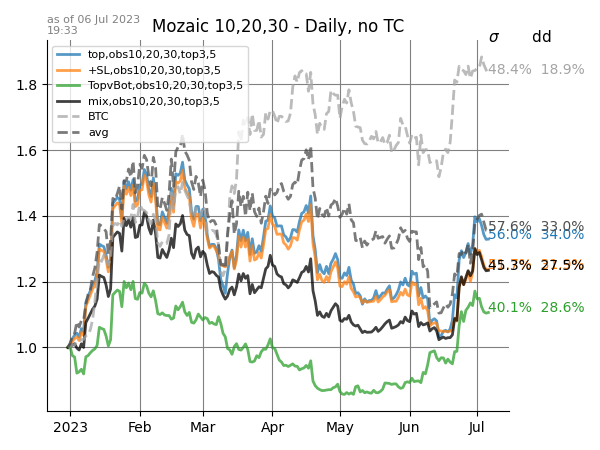 as of 06 Jul 2023
19:33
Mozaic 10,20,30 - Daily, no TC
σ dd
top,obs10,20,30,top3,5
+SL,obs10,20,30,top3,5
TopvBot,obs10,20,30,top3,5
mix,obs10,20,30,top3,5
BTC
avg
48.4% 18.9%
57.6% 33.0%
56.0% 34.0%
45.3% 27.5%
40.1% 28.6%
1.8
1.6
1.4
1.2
1.0
2023 Feb Mar Apr May Jun Jul